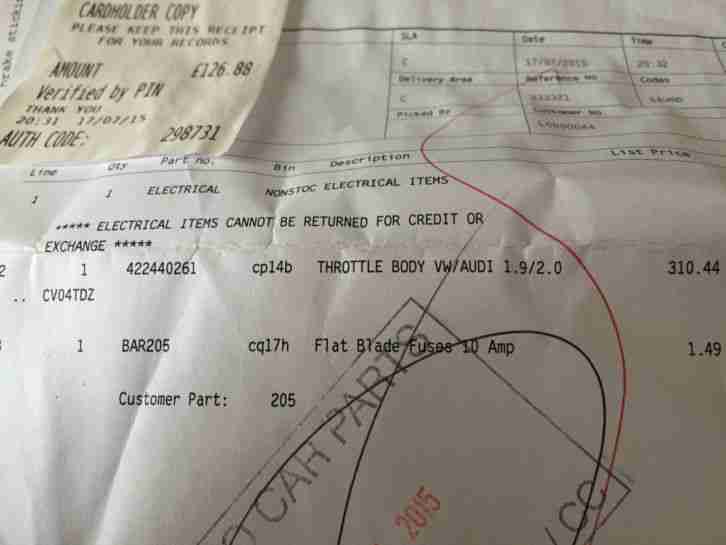 CARDHOLDER COPY
PLEASE KEEP THIS RECEIPT
FOR YOUR RECORDS
AMOUNT £126.88
Verified by PIN
THANK YOU
20:31 17/07/15
AUTH CODE: 298731
SLA Date Time
C 17/07/2015 20:32
Delivery Area Reference No Codes
C
Picked By Customer No
Line Qty Part no. Bin Description List Price
1 1 ELECTRICAL NONSTOC ELECTRICAL ITEMS
***** ELECTRICAL ITEMS CANNOT BE RETURNED FOR CREDIT OR
EXCHANGE *****
2 1 422440261 cp14b THROTTLE BODY VW/AUDI 1.9/2.0 310.44
.. CV04TDZ
1 BAR205 cq17h Flat Blade Fuses 10 Amp 1.49
Customer Part: 205
CAR PARTS
2015